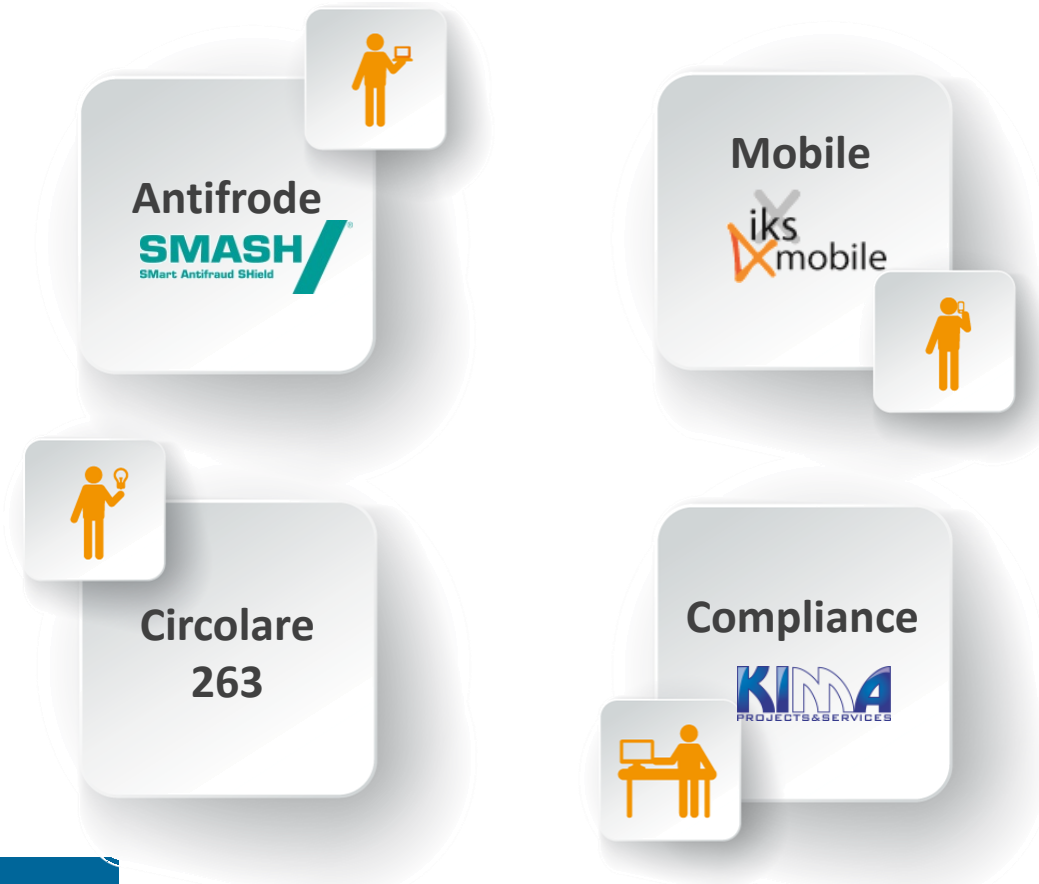 Antifrode
SMASH®
SMart Antifraud SHield
Mobile
iks
mobile
Circolare
263
Compliance
KIMA
PROJECTS&SERVICES